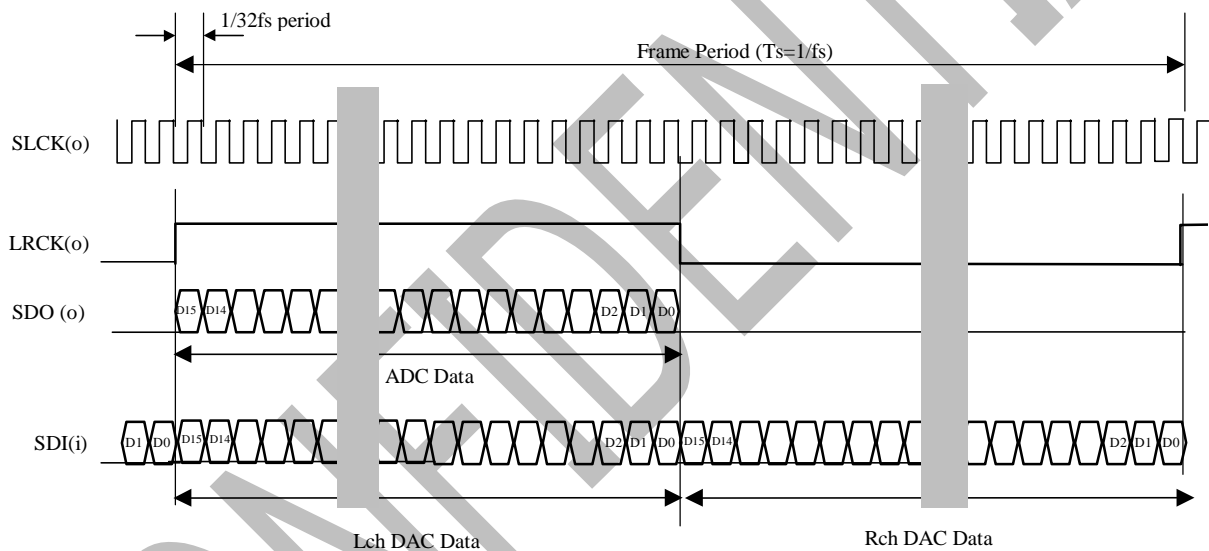 1/32fs period
Frame Period (Ts=1/fs)
SLCK(o)
LRCK(o)
SDO (o)
D15 D14 D2 D1 D0
ADC Data
SDI(i)
D1 D0 D15 D14 D2 D1 D0 D15 D14 D2 D1 D0
Lch DAC Data
Rch DAC Data